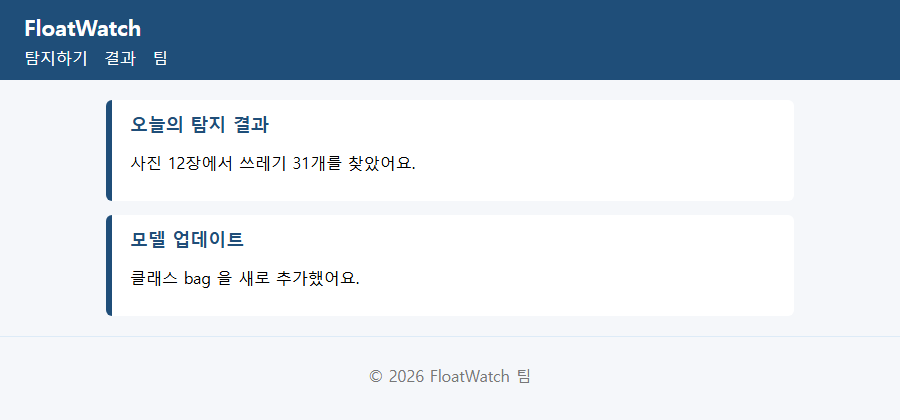 FloatWatch
탐지하기 결과 팀
오늘의 탐지 결과
사진 12장에서 쓰레기 31개를 찾았어요.
모델 업데이트
클래스 bag 을 새로 추가했어요.
© 2026 FloatWatch 팀